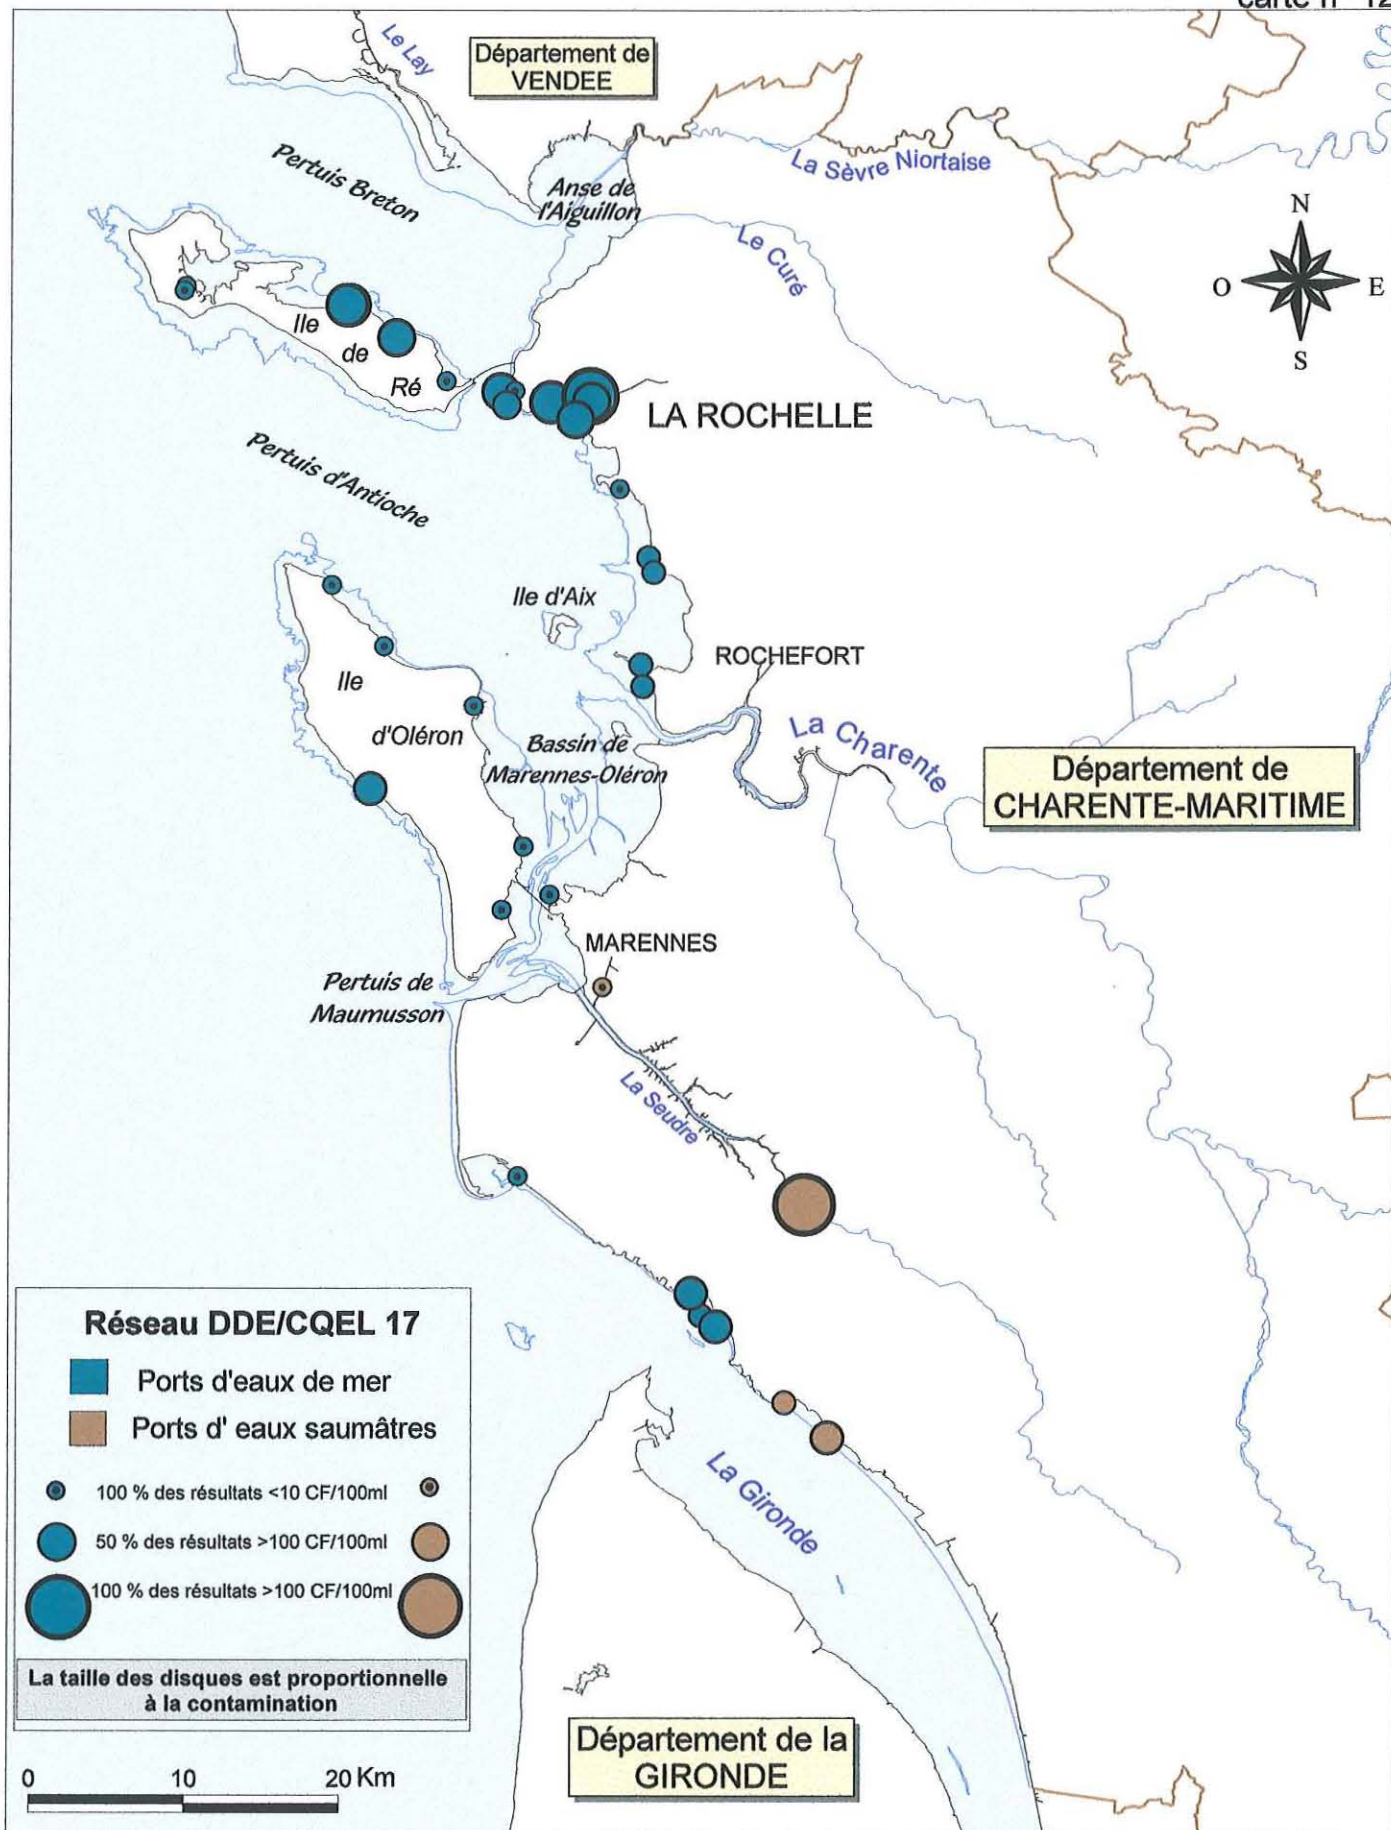 carte n° 12
Le Lay
Département de
VENDEE
Pertuis Breton
Anse de
l'Aiguillon
La Sèvre Niortaise
Le Curé
N
O
E
S
Ile
de
Ré
LA ROCHELLE
Pertuis d'Antioche
Ile d'Aix
ROCHEFORT
Ile
d'Oléron
Bassin de
Marennes-Oléron
La Charente
Département de
CHARENTE-MARITIME
MARENNES
Pertuis de
Maumusson
La Seudre
La Gironde
Réseau DDE/CQEL 17
Ports d'eaux de mer
Ports d' eaux saumâtres
100 % des résultats <10 CF/100ml
50 % des résultats >100 CF/100ml
100 % des résultats >100 CF/100ml
La taille des disques est proportionnelle
à la contamination
0 10 20 Km
Département de la
GIRONDE